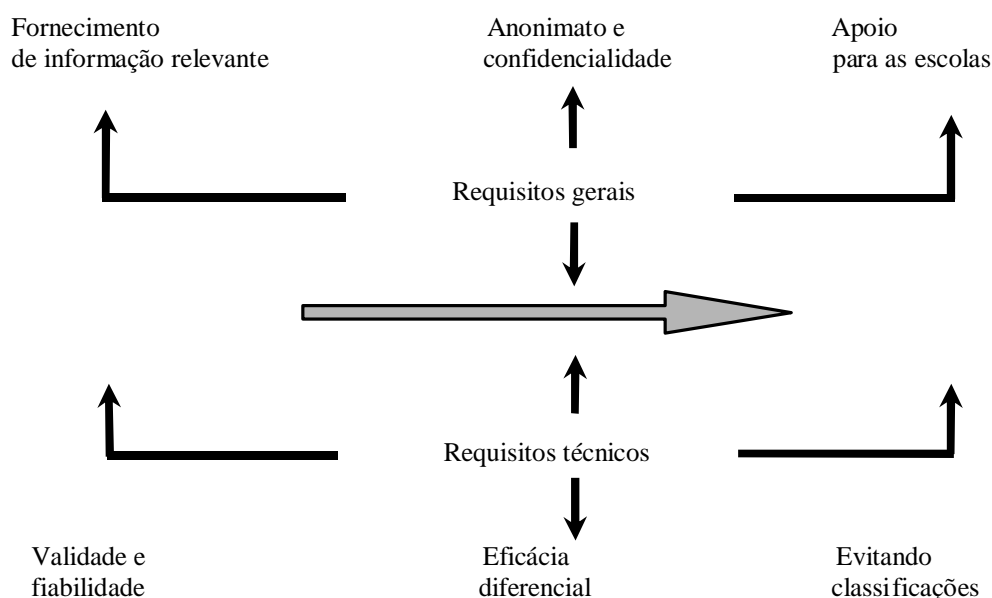 Fornecimento
de informação relevante
Anonimato e
confidencialidade
Apoio
para as escolas
Requisitos gerais
Requisitos técnicos
Validade e
fiabilidade
Eficácia
diferencial
Evitando
classificações